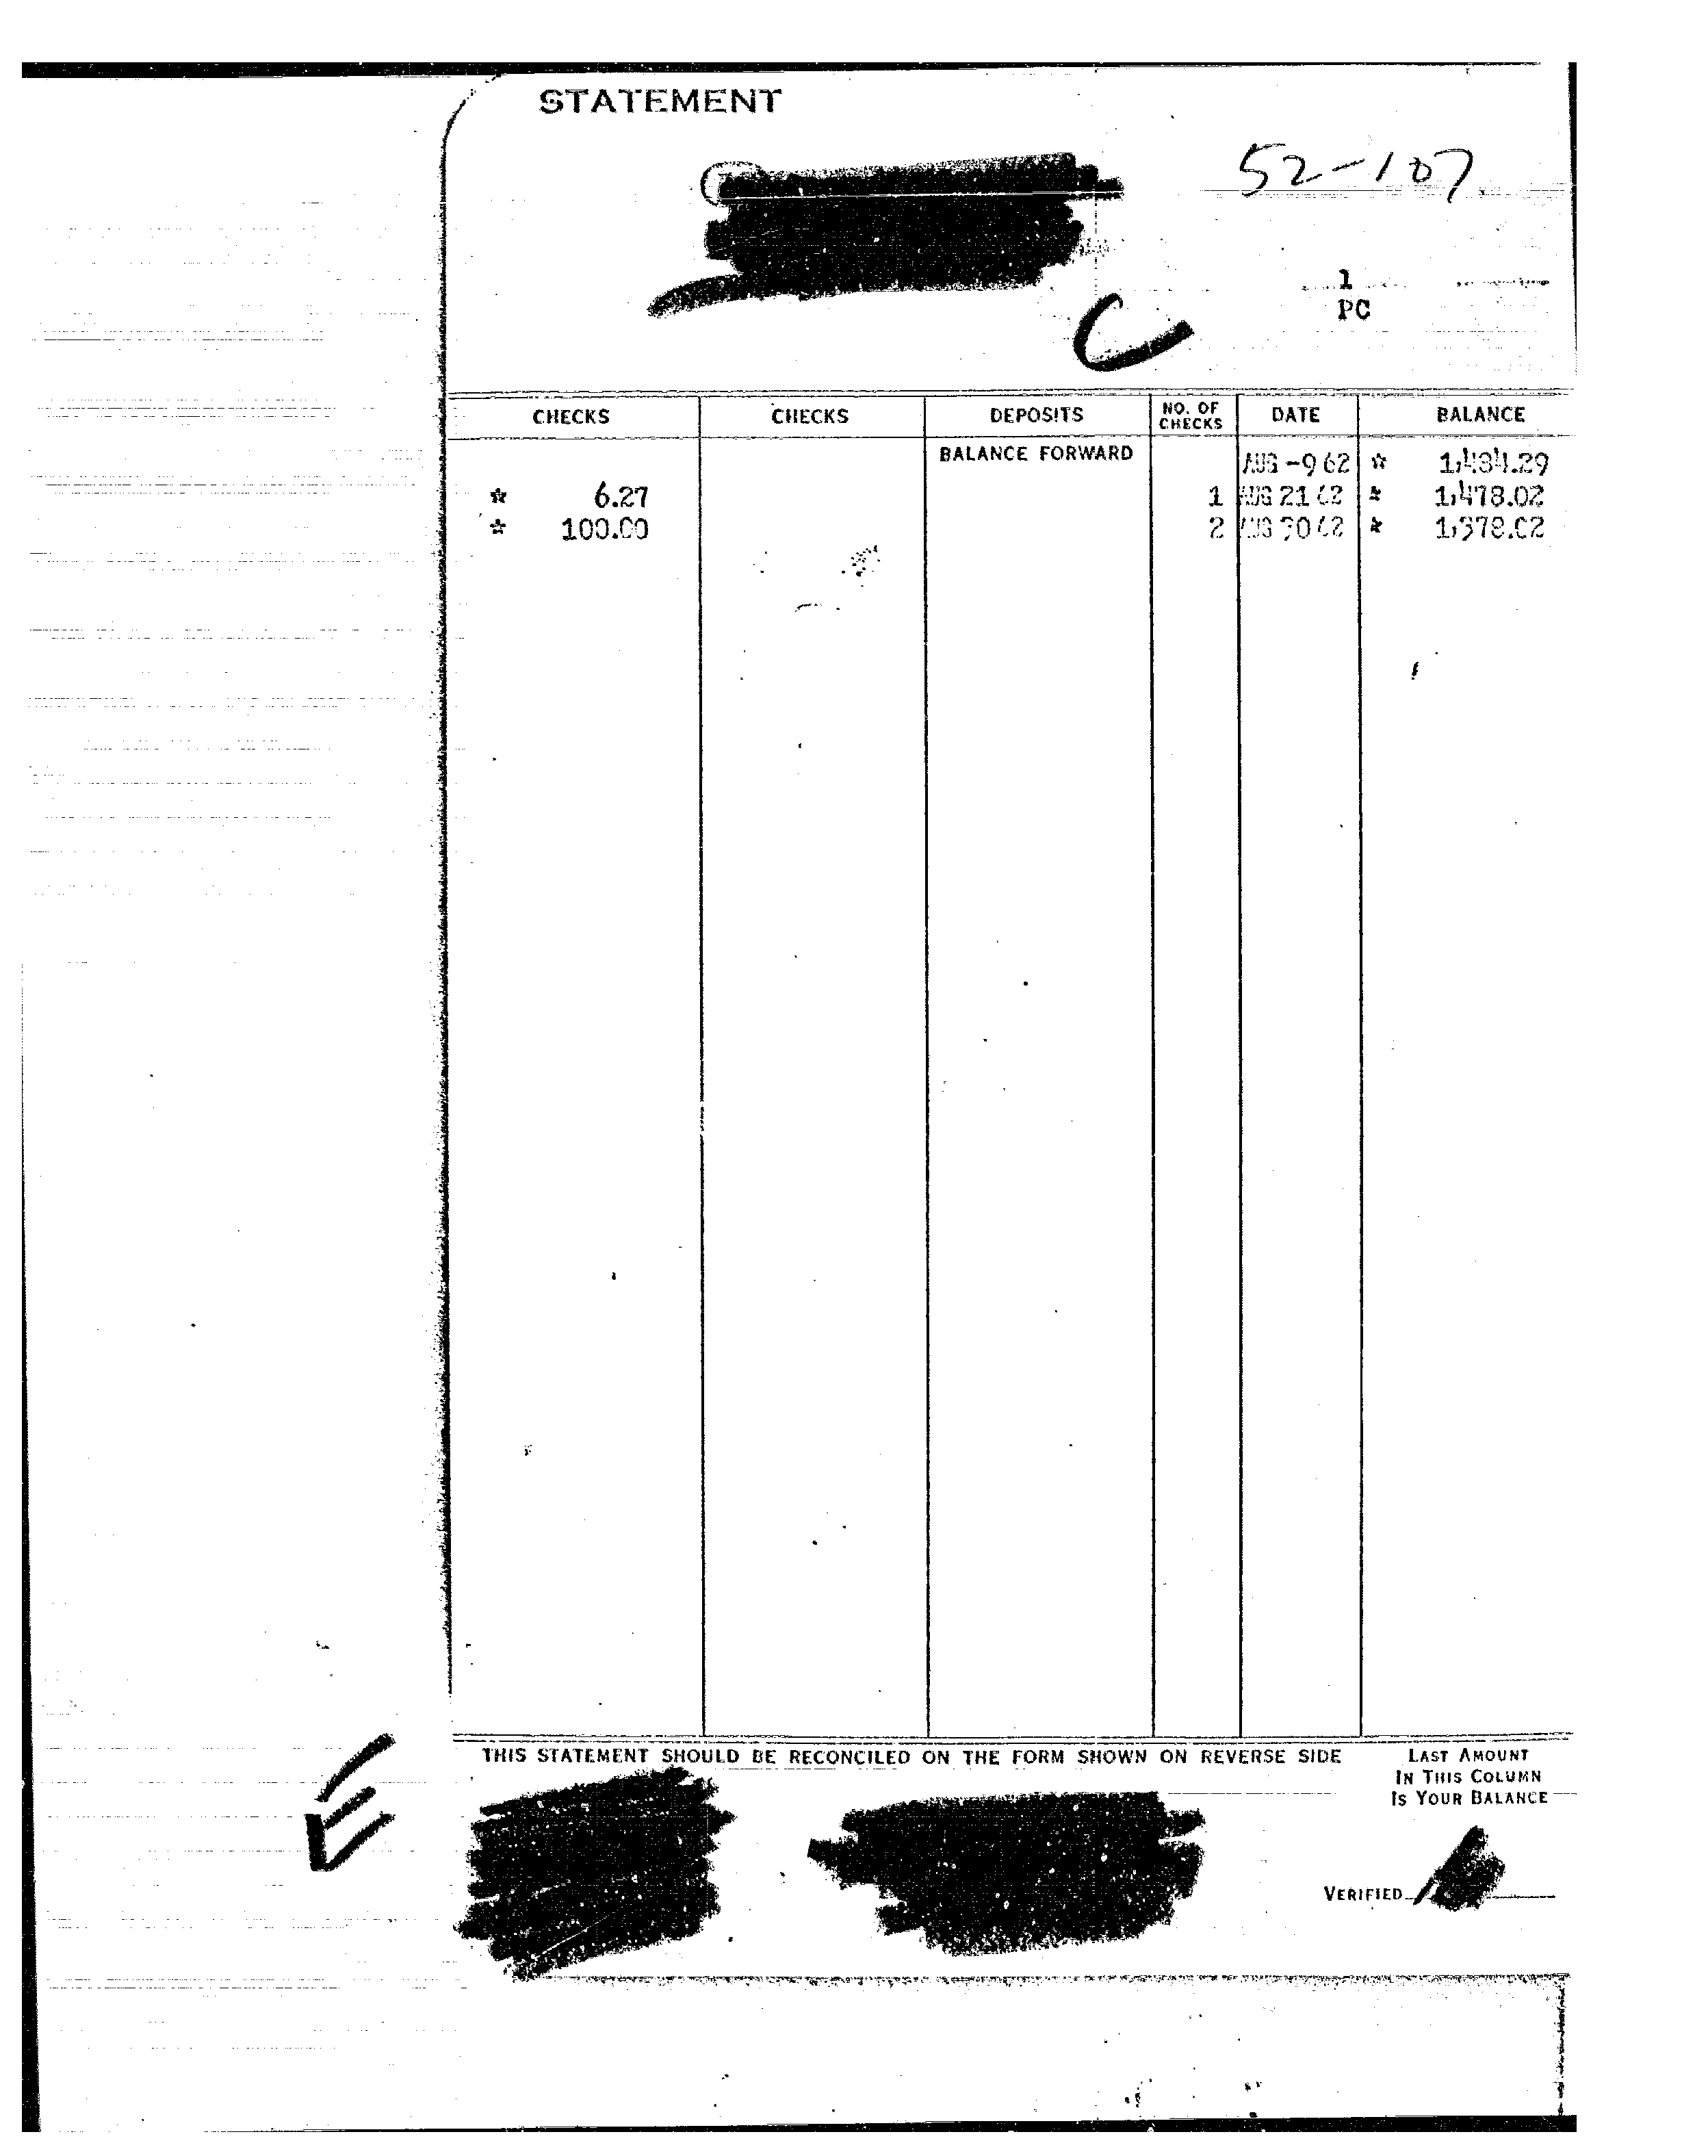 STATEMENT
52-107
1
PC
CHECKS CHECKS DEPOSITS NO. OF CHECKS DATE BALANCE
BALANCE FORWARD AUG -9 62 ☆ 1,484.29
☆ 6.27 1 AUG 21 62 ☆ 1,478.02
☆ 100.00 2 AUG 30 62 ☆ 1,378.02
THIS STATEMENT SHOULD BE RECONCILED ON THE FORM SHOWN ON REVERSE SIDE
LAST AMOUNT
IN THIS COLUMN
IS YOUR BALANCE
VERIFIED